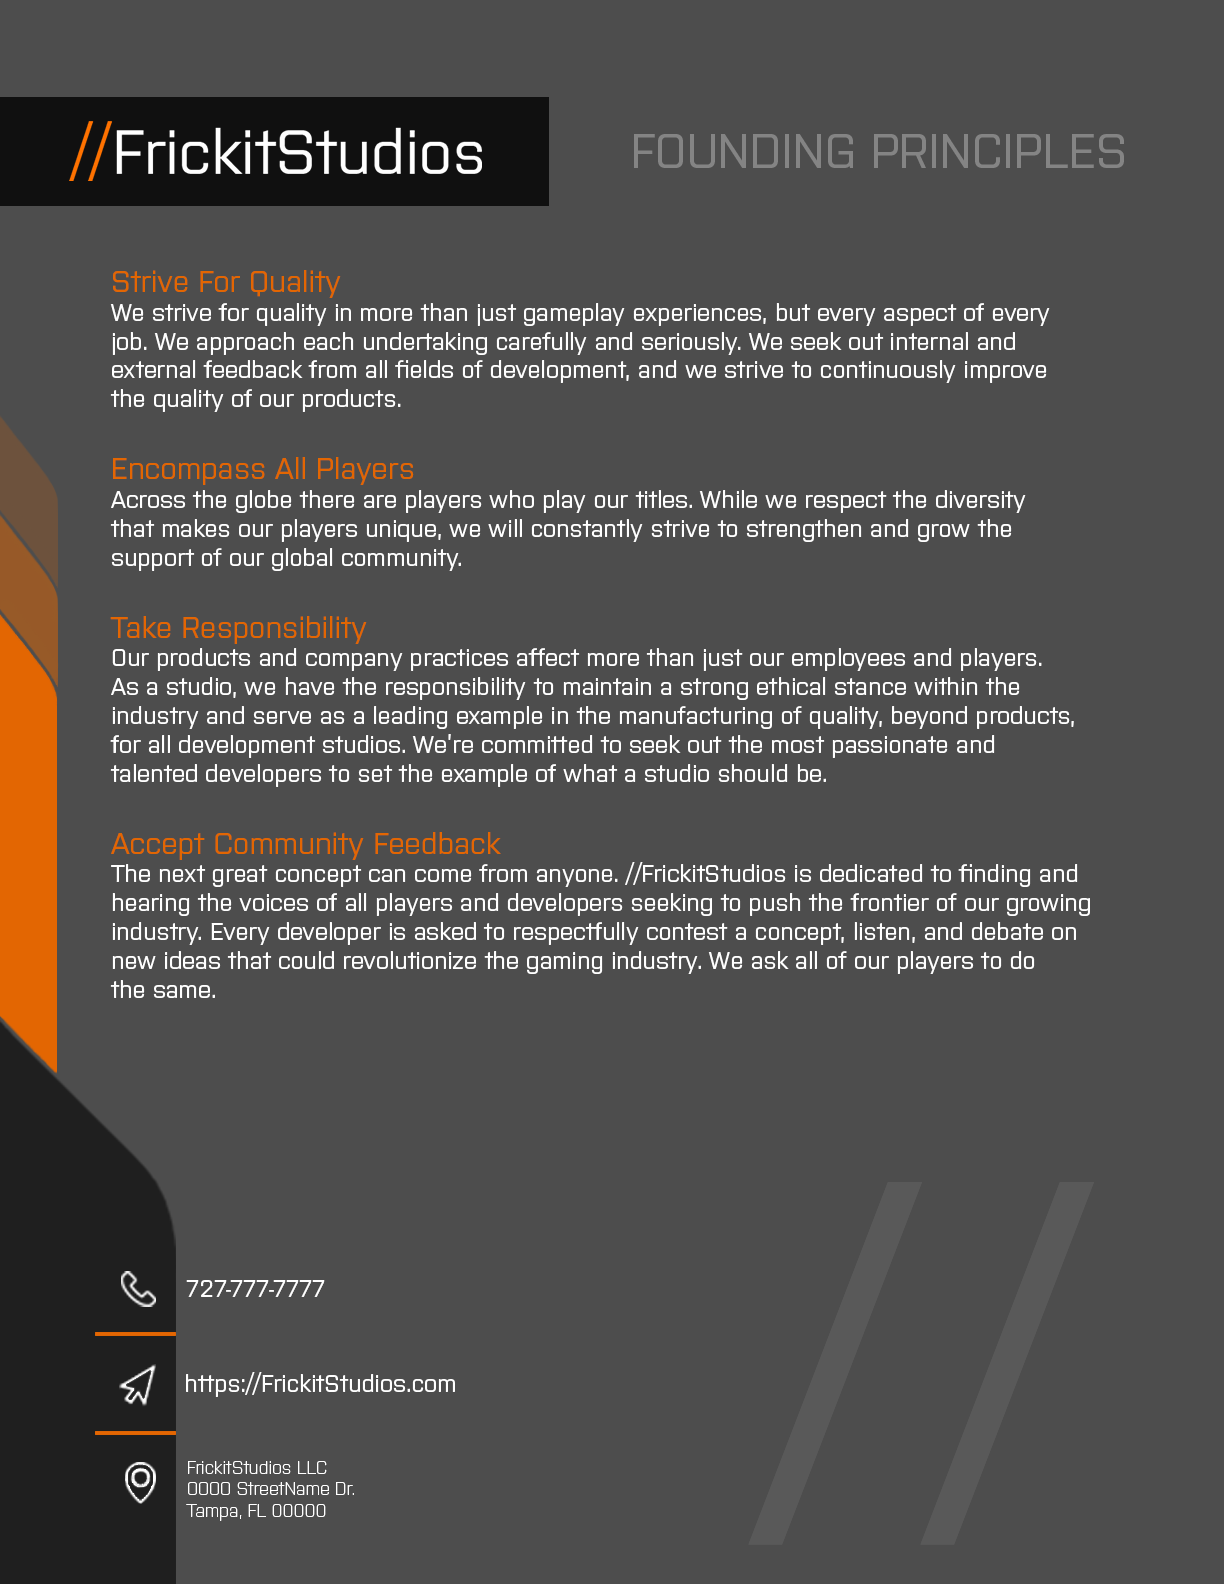 //FrickitStudios
FOUNDING PRINCIPLES
Strive For Quality
We strive for quality in more than just gameplay experiences, but every aspect of every
job. We approach each undertaking carefully and seriously. We seek out internal and
external feedback from all fields of development, and we strive to continuously improve
the quality of our products.
Encompass All Players
Across the globe there are players who play our titles. While we respect the diversity
that makes our players unique, we will constantly strive to strengthen and grow the
support of our global community.
Take Responsibility
Our products and company practices affect more than just our employees and players.
As a studio, we have the responsibility to maintain a strong ethical stance within the
industry and serve as a leading example in the manufacturing of quality, beyond products,
for all development studios. We're committed to seek out the most passionate and
talented developers to set the example of what a studio should be.
Accept Community Feedback
The next great concept can come from anyone. //FrickitStudios is dedicated to finding and
hearing the voices of all players and developers seeking to push the frontier of our growing
industry. Every developer is asked to respectfully contest a concept, listen, and debate on
new ideas that could revolutionize the gaming industry. We ask all of our players to do
the same.
727-777-7777
https://FrickitStudios.com
FrickitStudios LLC
0000 StreetName Dr.
Tampa, FL 00000